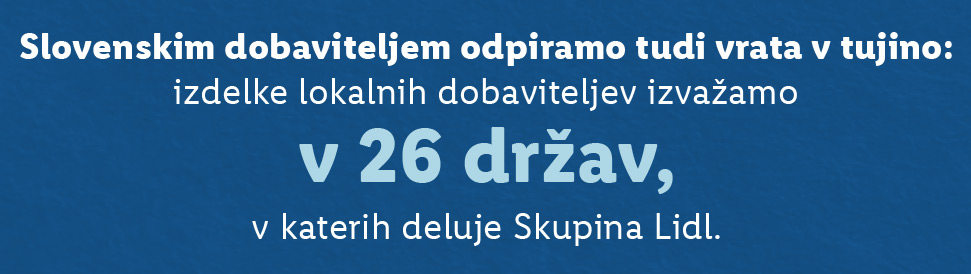 Slovenskim dobaviteljem odpiramo tudi vrata v tujino:
izdelke lokalnih dobaviteljev izvažamo
v 26 držav,
v katerih deluje Skupina Lidl.